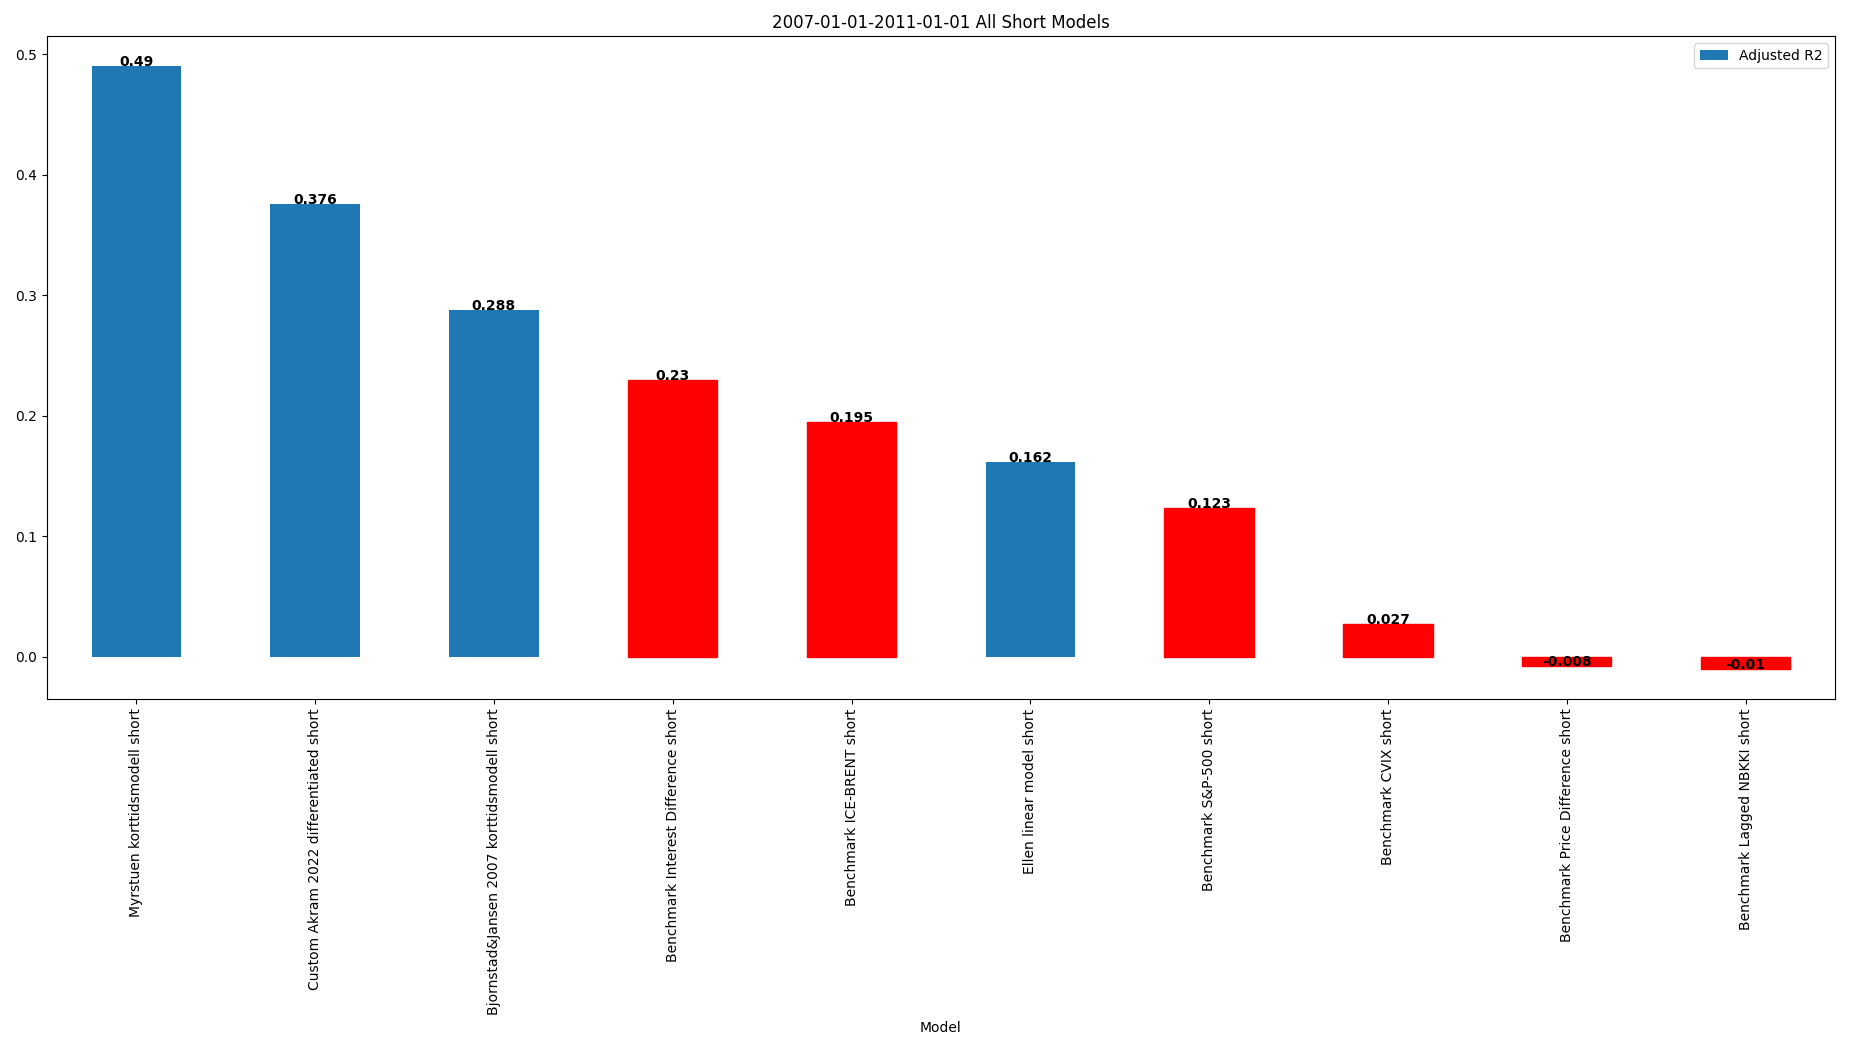 2007-01-01-2011-01-01 All Short Models
Adjusted R2
0.5
0.4
0.3
0.2
0.1
0.0
0.49
0.376
0.288
0.23
0.195
0.162
0.123
0.027
-0.008
-0.01
Myrstuen korttidsmodell short
Custom Akram 2022 differentiated short
Bjornstad&Jansen 2007 korttidsmodell short
Benchmark Interest Difference short
Benchmark ICE-BRENT short
Ellen linear model short
Benchmark S&P-500 short
Benchmark CVIX short
Benchmark Price Difference short
Benchmark Lagged NBKKI short
Model